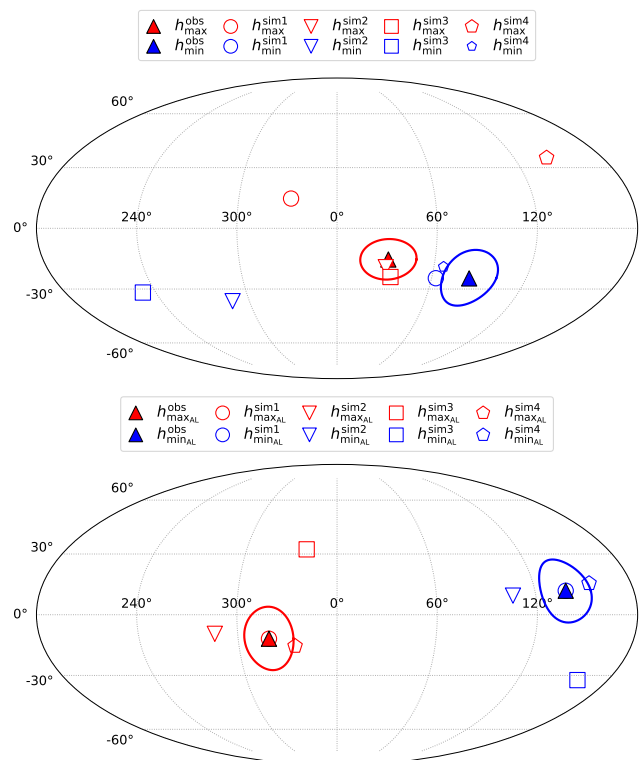 h_max^obs h_max^sim1 h_max^sim2 h_max^sim3 h_max^sim4
h_min^obs h_min^sim1 h_min^sim2 h_min^sim3 h_min^sim4
60°
30°
240° 300° 0° 60° 120°
0°
-30°
-60°
h_max_AL^obs h_max_AL^sim1 h_max_AL^sim2 h_max_AL^sim3 h_max_AL^sim4
h_min_AL^obs h_min_AL^sim1 h_min_AL^sim2 h_min_AL^sim3 h_min_AL^sim4
60°
30°
240° 300° 0° 60° 120°
0°
-30°
-60°